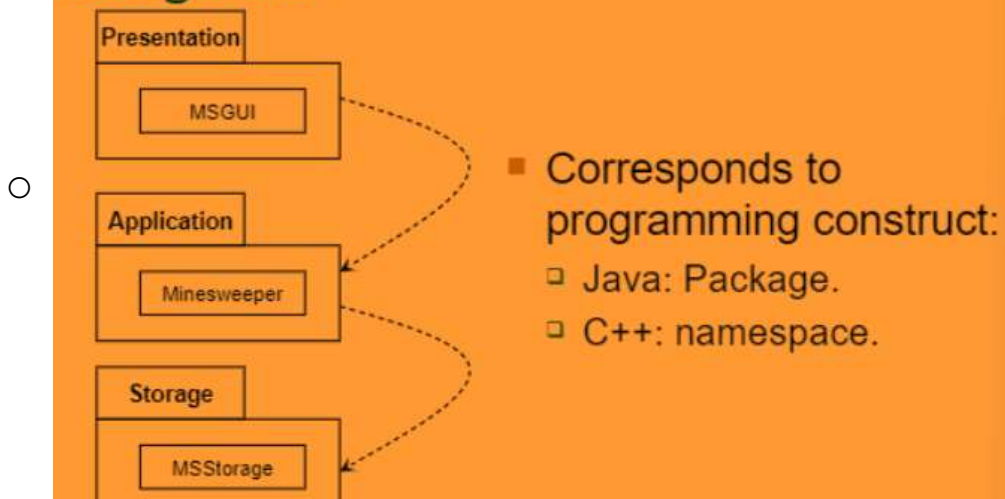 Presentation
MSGUI
Application
Minesweeper
Storage
MSStorage
Corresponds to
programming construct:
Java: Package.
C++: namespace.